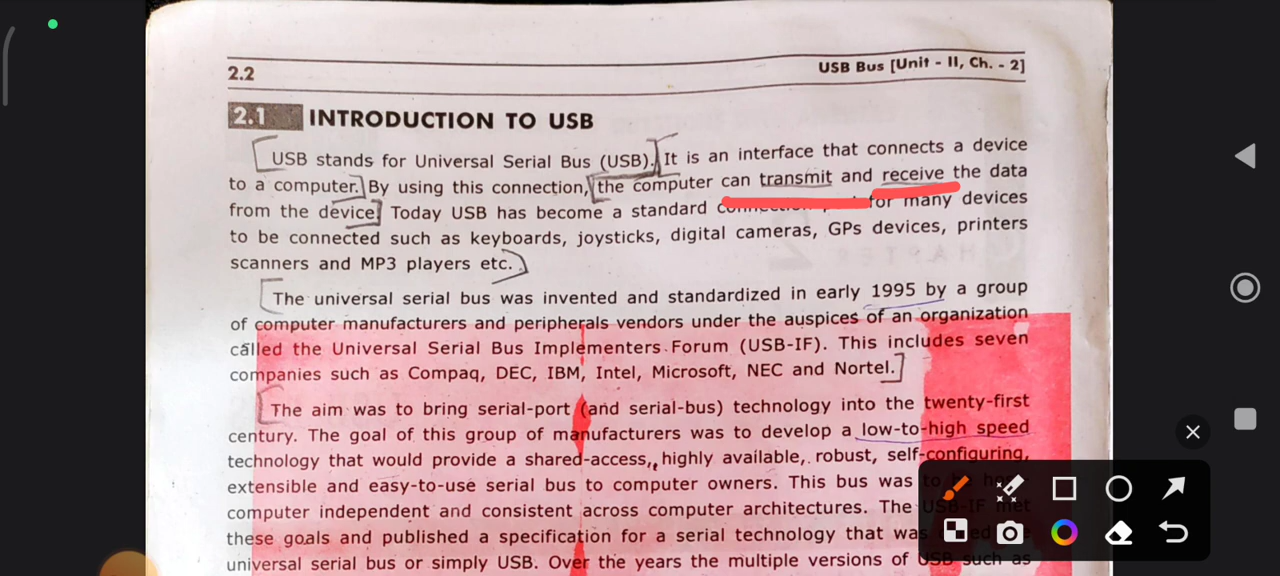 2.2
USB Bus [Unit - II, Ch. - 2]
2.1 INTRODUCTION TO USB
USB stands for Universal Serial Bus (USB). It is an interface that connects a device
to a computer. By using this connection, the computer can transmit and receive the data
from the device. Today USB has become a standard for many devices
to be connected such as keyboards, joysticks, digital cameras, GPs devices, printers
scanners and MP3 players etc.
The universal serial bus was invented and standardized in early 1995 by a group
of computer manufacturers and peripherals vendors under the auspices of an organization
called the Universal Serial Bus Implementers Forum (USB-IF). This includes seven
companies such as Compaq, DEC, IBM, Intel, Microsoft, NEC and Nortel.
The aim was to bring serial-port (and serial-bus) technology into the twenty-first
century. The goal of this group of manufacturers was to develop a low-to-high speed
technology that would provide a shared-access, highly available, robust, self-configuring,
extensible and easy-to-use serial bus to computer owners. This bus was to be
computer independent and consistent across computer architectures. The USB-IF met
these goals and published a specification for a serial technology that was
universal serial bus or simply USB. Over the years the multiple versions of USB such as